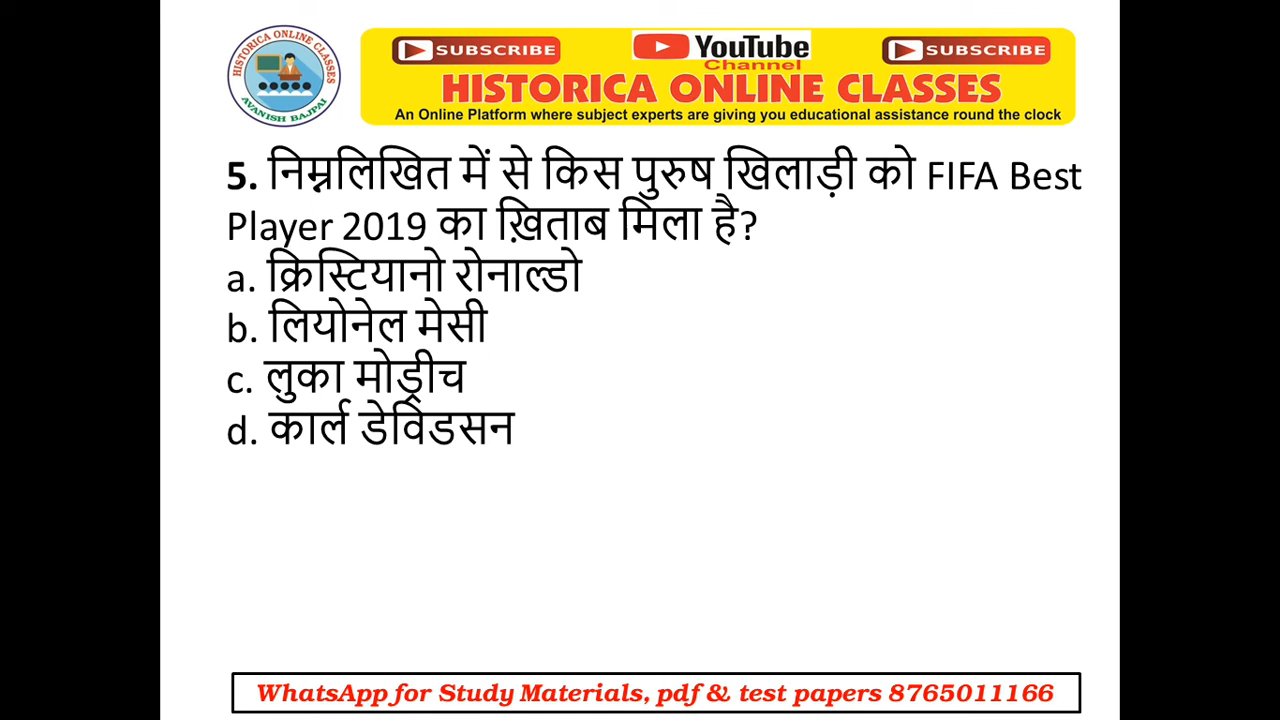 HISTORICA ONLINE CLASSES
AVANISH BAJPAI
SUBSCRIBE
YouTube
Channel
SUBSCRIBE
HISTORICA ONLINE CLASSES
An Online Platform where subject experts are giving you educational assistance round the clock
5. निम्नलिखित में से किस पुरुष खिलाड़ी को FIFA Best
Player 2019 का ख़िताब मिला है?
a. क्रिस्टियानो रोनाल्डो
b. लियोनेल मेसी
c. लुका मोड्रीच
d. कार्ल डेविडसन
WhatsApp for Study Materials, pdf & test papers 8765011166